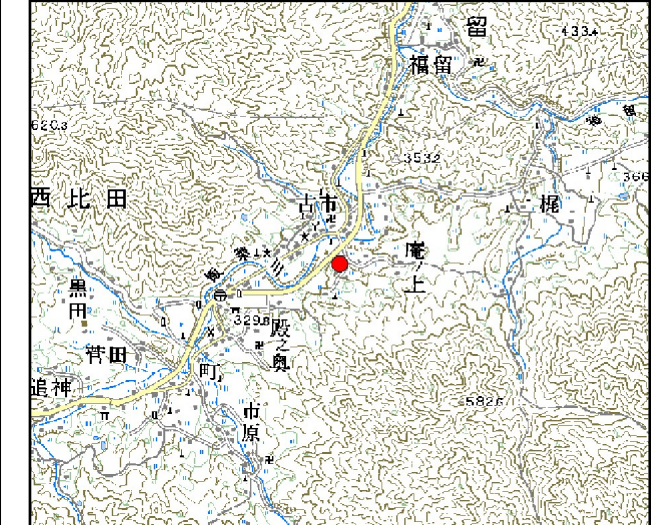 留
433.4
福留
353.2
366
620.3
西比田
古市
梶
庵ノ上
黒田
329.8
殿之奥
菅田
町
追神
市原
582.6